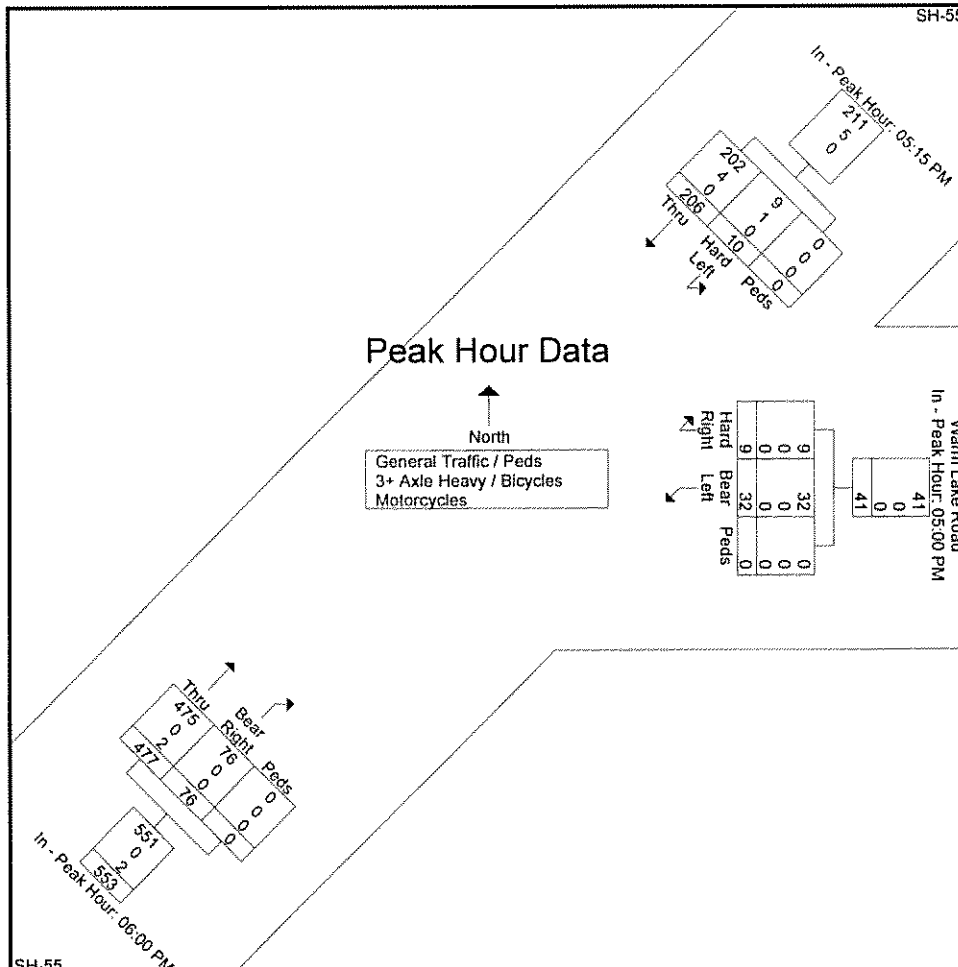 SH-55
In - Peak Hour: 05:15 PM
211
5
0
202 9 0
4 1 0
0 0 0
206 10 0
Thru Hard Left Peds
Peak Hour Data
North
General Traffic / Peds
3+ Axle Heavy / Bicycles
Motorcycles
Warm Lake Road
In - Peak Hour: 05:00 PM
41
0
0
41
9 32 0
0 0 0
0 0 0
9 32 0
Hard Right Bear Left Peds
Thru Bear Right Peds
475 76 0
0 0 0
2 0 0
477 76 0
551
0
2
553
In - Peak Hour: 06:00 PM
SH-55